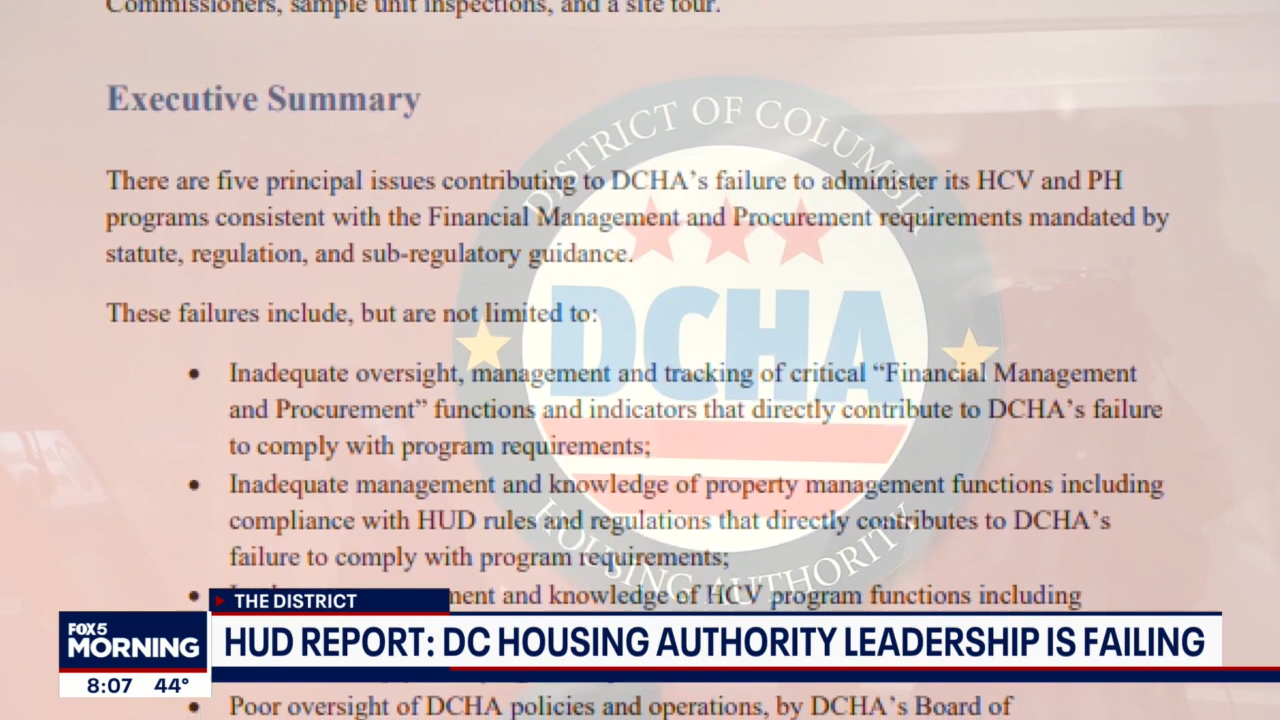 Commissioners, sample unit inspections, and a site tour.
Executive Summary
There are five principal issues contributing to DCHA's failure to administer its HCV and PH
programs consistent with the Financial Management and Procurement requirements mandated by
statute, regulation, and sub-regulatory guidance.
These failures include, but are not limited to:
• Inadequate oversight, management and tracking of critical “Financial Management
and Procurement” functions and indicators that directly contribute to DCHA's failure
to comply with program requirements;
• Inadequate management and knowledge of property management functions including
compliance with HUD rules and regulations that directly contributes to DCHA's
failure to comply with program requirements;
• and knowledge of HCV program functions including
• Poor oversight of DCHA policies and operations, by DCHA's Board of
DISTRICT OF COLUMBIA
DCHA
HOUSING AUTHORITY
THE DISTRICT
HUD REPORT: DC HOUSING AUTHORITY LEADERSHIP IS FAILING
FOX 5
MORNING
8:07 44°